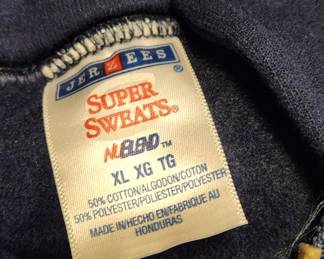 JERZEES®
SUPER
SWEATS®
NUBLEND™
XL XG TG
50% COTTON/ALGODON/COTON
50% POLYESTER/POLIESTER/POLYESTER
MADE IN/HECHO EN/FABRIQUE AU
HONDURAS